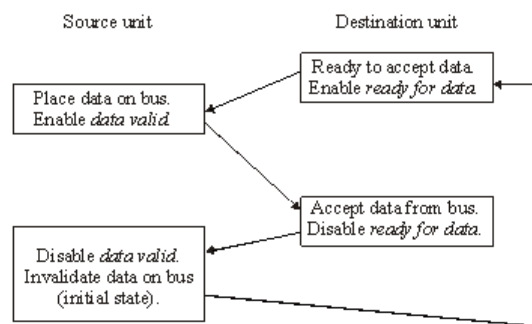 Source unit
Destination unit
Ready to accept data.
Enable ready for data.
Place data on bus.
Enable data valid.
Accept data from bus.
Disable ready for data.
Disable data valid.
Invalidate data on bus
(initial state).